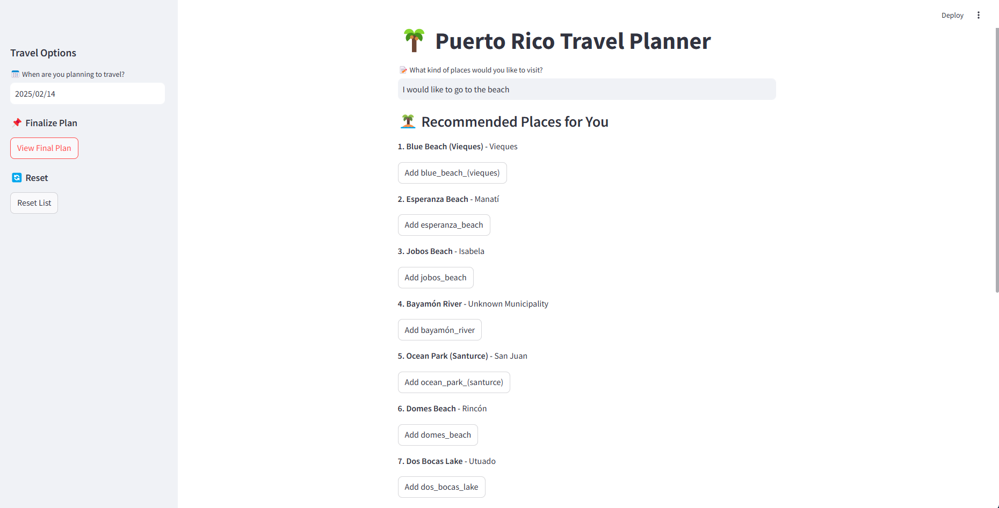 Deploy
Travel Options
When are you planning to travel?
2025/02/14
Finalize Plan
View Final Plan
Reset
Reset List
Puerto Rico Travel Planner
What kind of places would you like to visit?
I would like to go to the beach
Recommended Places for You
1. Blue Beach (Vieques) - Vieques
Add blue_beach_(vieques)
2. Esperanza Beach - Manatí
Add esperanza_beach
3. Jobos Beach - Isabela
Add jobos_beach
4. Bayamón River - Unknown Municipality
Add bayamón_river
5. Ocean Park (Santurce) - San Juan
Add ocean_park_(santurce)
6. Domes Beach - Rincón
Add domes_beach
7. Dos Bocas Lake - Utuado
Add dos_bocas_lake